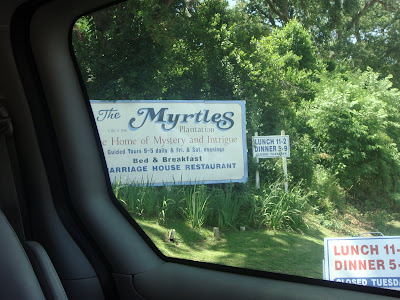 The Myrtles
Plantation
Home of Mystery and Intrigue
Guided Tours 9-5 daily & fri. & Sat. evenings
Bed & Breakfast
ARRIAGE HOUSE RESTAURANT
LUNCH 11-2
DINNER 5-9
LUNCH 11-
DINNER 5-
CLOSED TUESDA